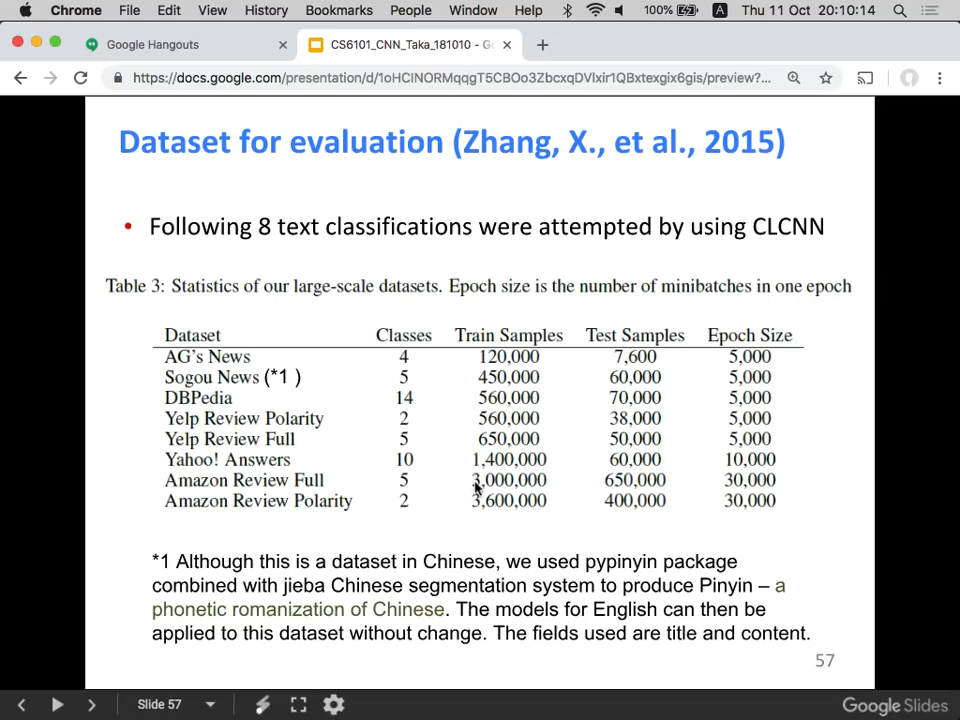 Chrome File Edit View History Bookmarks People Window Help 100% A Thu 11 Oct 20:10:14
Google Hangouts
CS6101_CNN_Taka_181010 - Go
https://docs.google.com/presentation/d/1oHClNORMqqgT5CBOo3ZbcxqDVlxir1QBxtexgix6gis/preview?...
Dataset for evaluation (Zhang, X., et al., 2015)
• Following 8 text classifications were attempted by using CLCNN
Table 3: Statistics of our large-scale datasets. Epoch size is the number of minibatches in one epoch
Dataset Classes Train Samples Test Samples Epoch Size
AG's News 4 120,000 7,600 5,000
Sogou News (*1 ) 5 450,000 60,000 5,000
DBPedia 14 560,000 70,000 5,000
Yelp Review Polarity 2 560,000 38,000 5,000
Yelp Review Full 5 650,000 50,000 5,000
Yahoo! Answers 10 1,400,000 60,000 10,000
Amazon Review Full 5 3,000,000 650,000 30,000
Amazon Review Polarity 2 3,600,000 400,000 30,000
*1 Although this is a dataset in Chinese, we used pypinyin package
combined with jieba Chinese segmentation system to produce Pinyin – a
phonetic romanization of Chinese. The models for English can then be
applied to this dataset without change. The fields used are title and content.
57
Slide 57
Google Slides